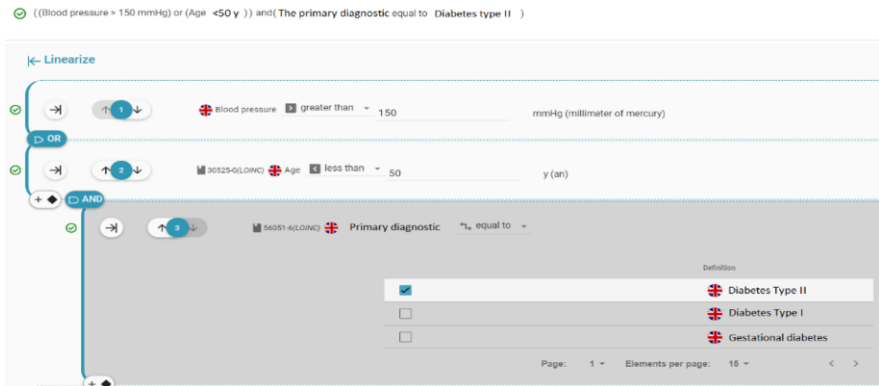 ((Blood pressure > 150 mmHg) or (Age <50 y )) and( The primary diagnostic equal to Diabetes type II )
Linearize
1 Blood pressure greater than 150 mmHg (millimeter of mercury)
OR
2 30525-0(LOINC) Age less than 50 y (an)
+ AND
3 56051-6(LOINC) Primary diagnostic equal to
Definition
Diabetes Type II
Diabetes Type I
Gestational diabetes
Page: 1 Elements per page: 15 < >
+